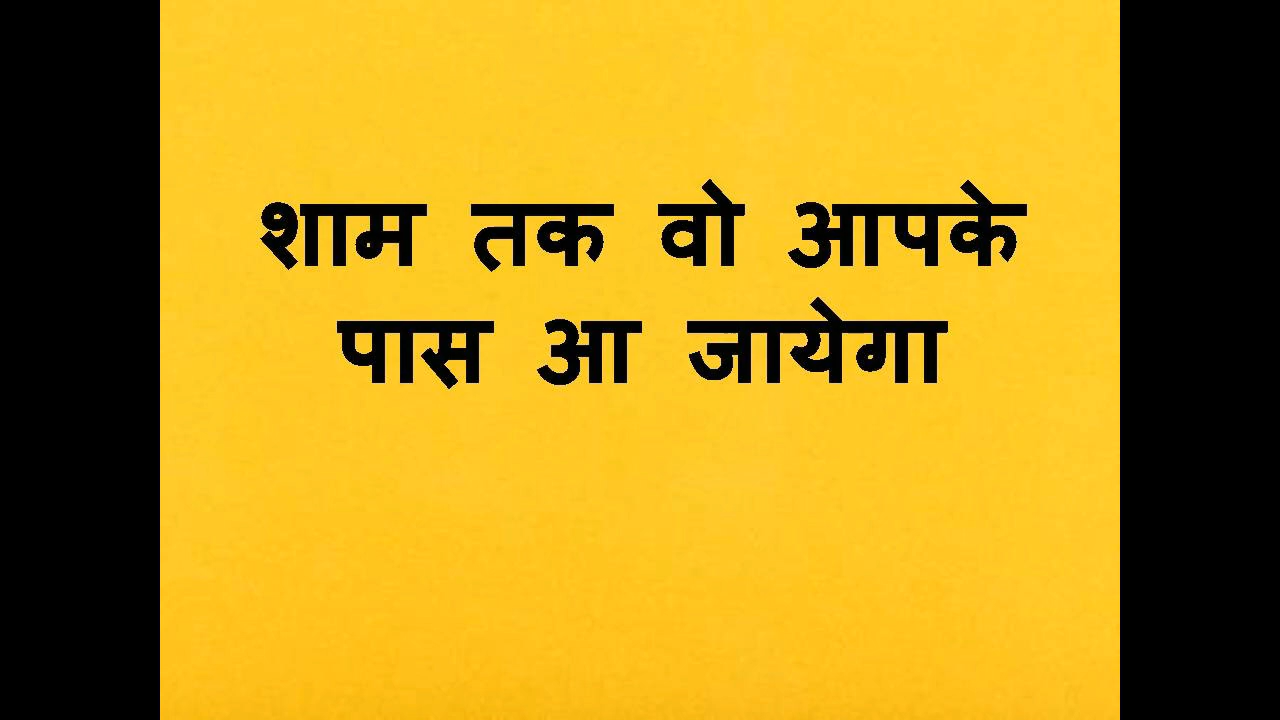 शाम तक वो आपके
पास आ जायेगा